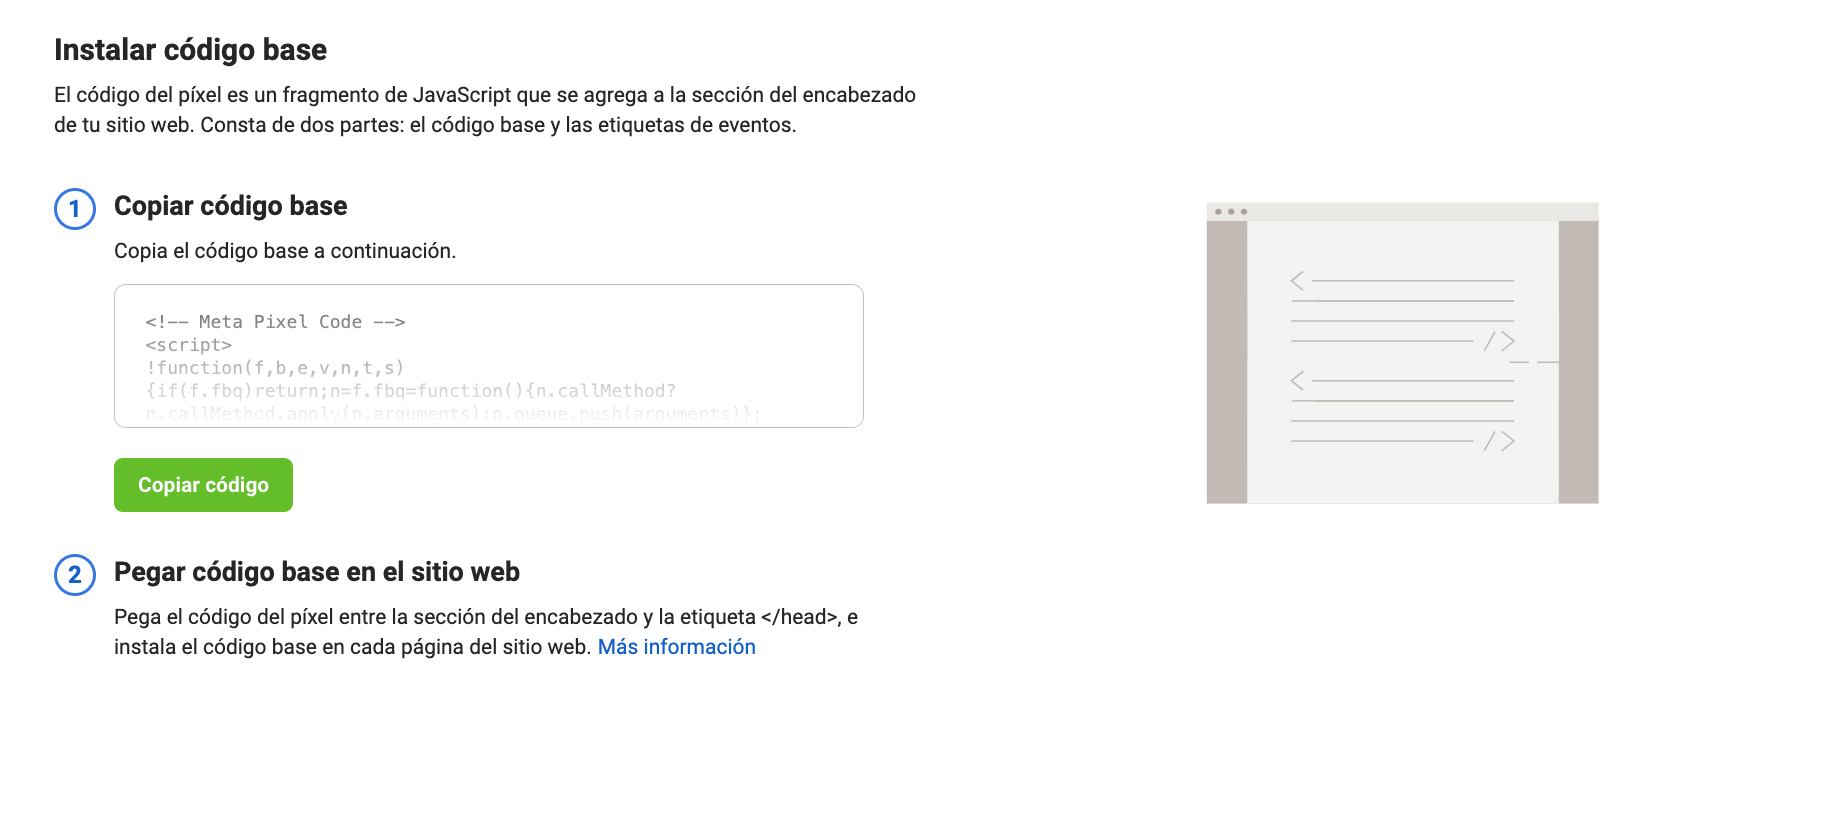 Instalar código base
El código del píxel es un fragmento de JavaScript que se agrega a la sección del encabezado
de tu sitio web. Consta de dos partes: el código base y las etiquetas de eventos.
1 Copiar código base
Copia el código base a continuación.
<!-- Meta Pixel Code -->
<script>
!function(f,b,e,v,n,t,s)
{if(f.fbq)return;n=f.fbq=function(){n.callMethod?
n.callMethod.apply(n,arguments):n.queue.push(arguments)};
Copiar código
2 Pegar código base en el sitio web
Pega el código del píxel entre la sección del encabezado y la etiqueta </head>, e
instala el código base en cada página del sitio web. Más información